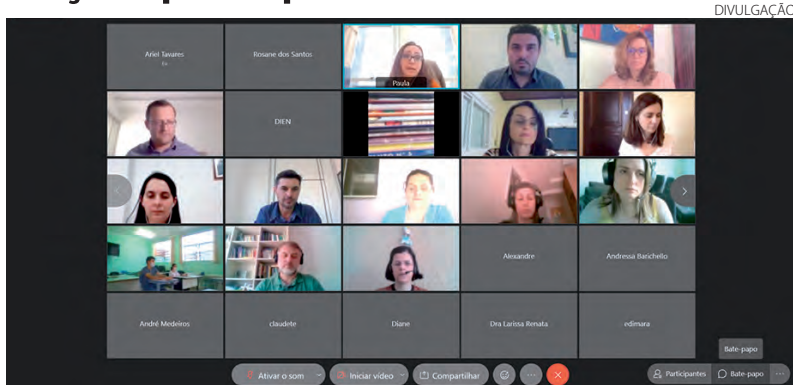 DIVULGAÇÃO
Ariel Tavares
Rosane dos Santos
Paula
DIEN
Alexandre
Andressa Barichello
André Medeiros
claudete
Diane
Dra Larissa Renata
edimara
Bate-papo
Ativar o som
Iniciar vídeo
Compartilhar
Participantes
Bate-papo